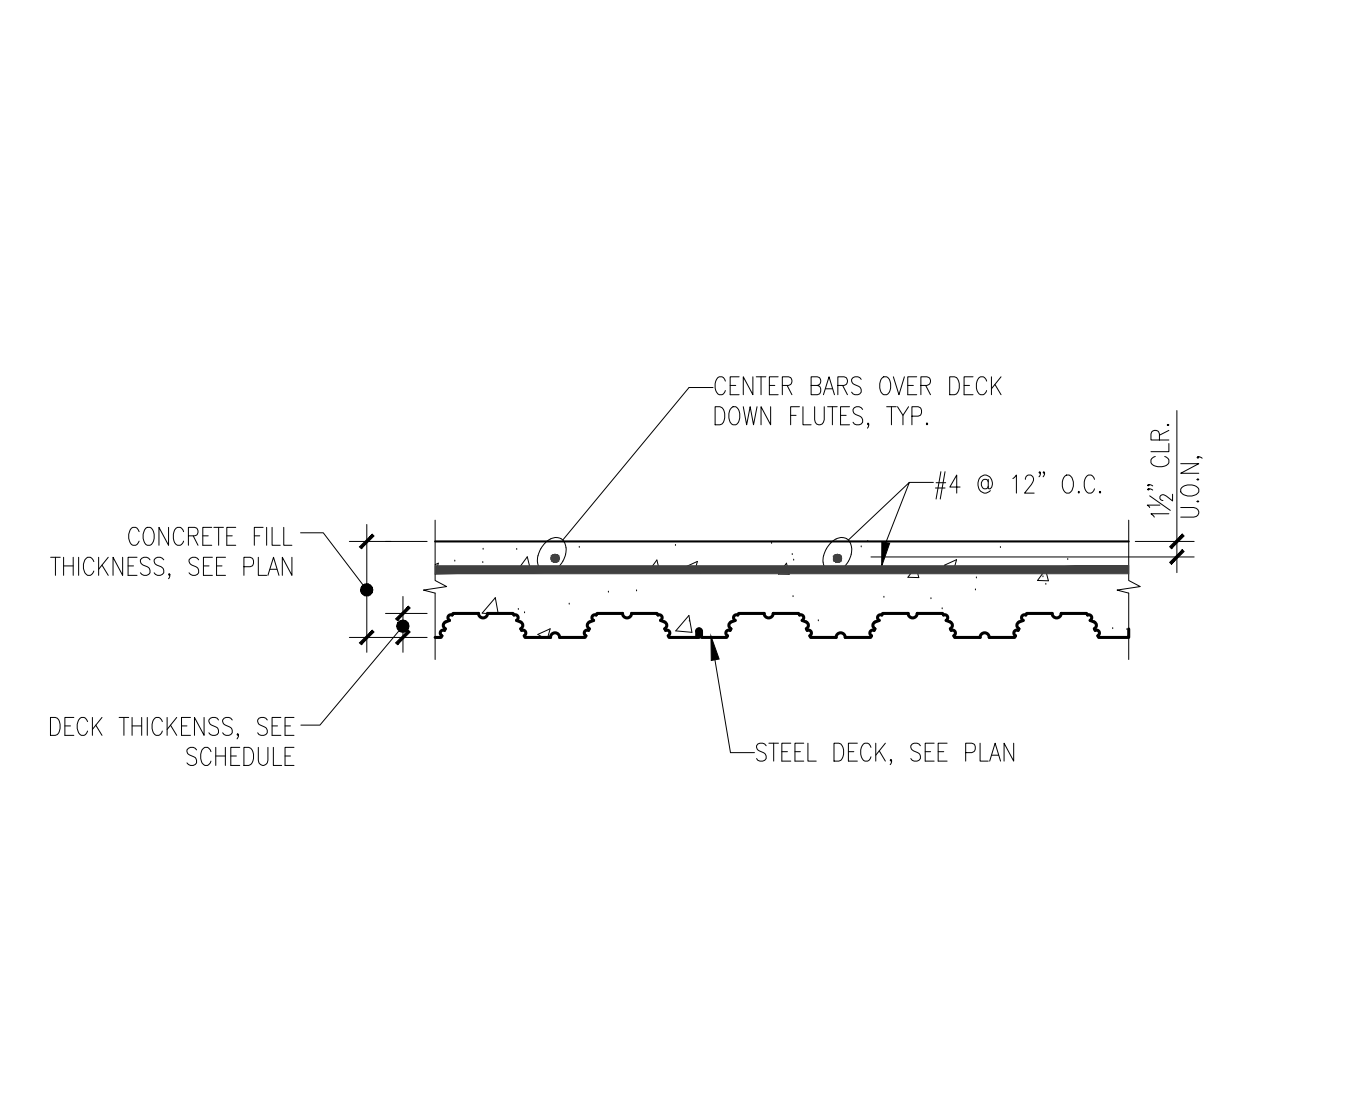 CENTER BARS OVER DECK
DOWN FLUTES, TYP.
#4 @ 12" O.C.
1½" CLR.
U.O.N,
CONCRETE FILL
THICKNESS, SEE PLAN
DECK THICKENSS, SEE
SCHEDULE
STEEL DECK, SEE PLAN